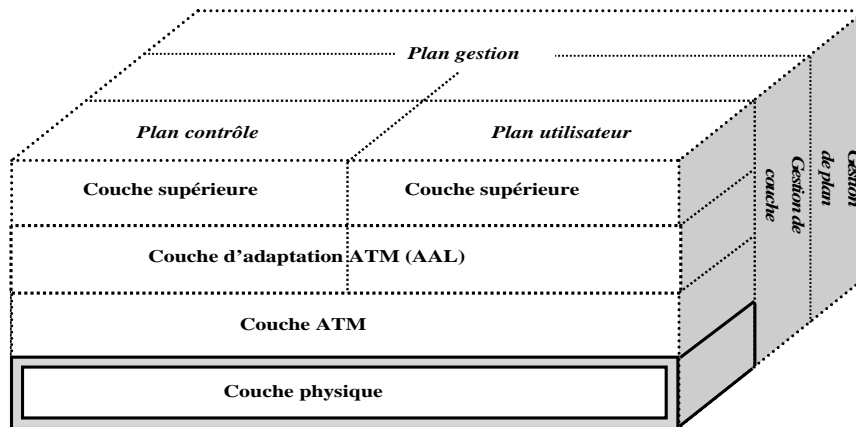 Plan gestion
Plan contrôle
Plan utilisateur
Couche supérieure
Couche supérieure
Couche d’adaptation ATM (AAL)
Couche ATM
Couche physique
Gestion de
couche
Gestion
de plan